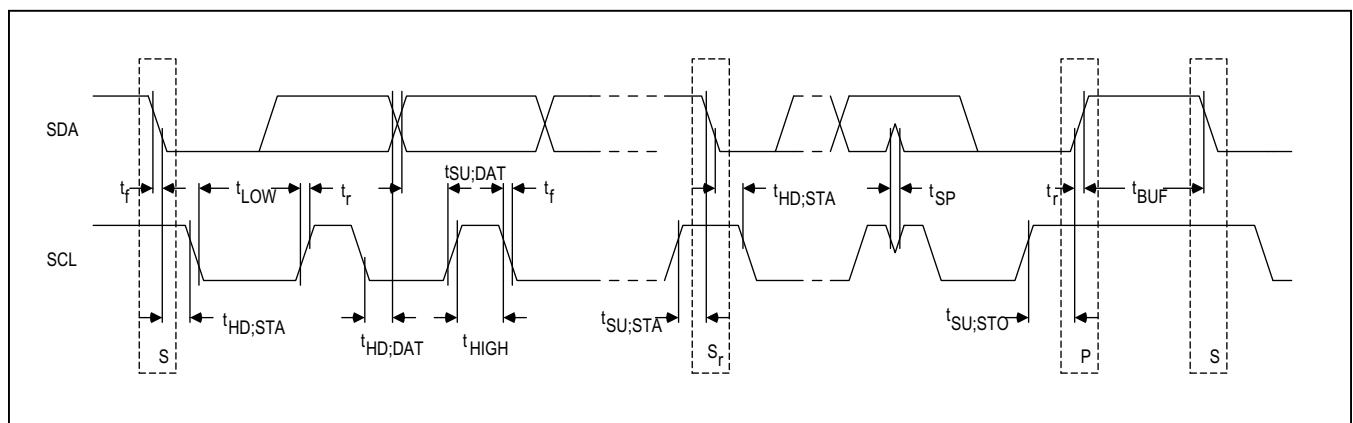 SDA
t_f t_LOW t_r t_SU;DAT t_f t_HD;STA t_SP t_r t_BUF
SCL
t_HD;STA t_HD;DAT t_HIGH t_SU;STA t_SU;STO
S S_r P S